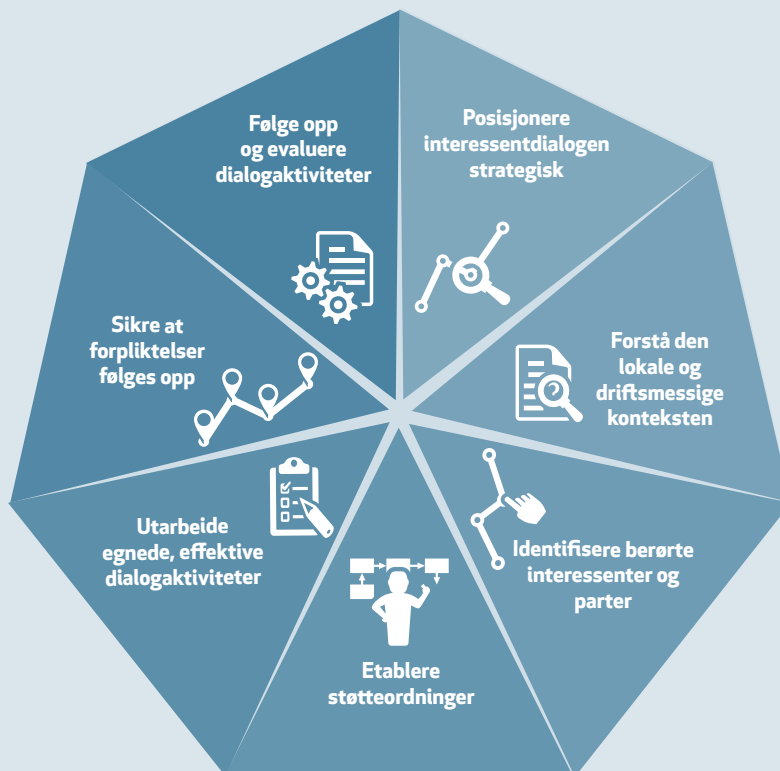 Posisjonere
interessentdialogen
strategisk
Forstå den
lokale og
driftsmessige
konteksten
Identifisere berørte
interessenter og
parter
Etablere
støtteordninger
Utarbeide
egnede, effektive
dialogaktiviteter
Sikre at
forpliktelser
følges opp
Følge opp
og evaluere
dialogaktiviteter